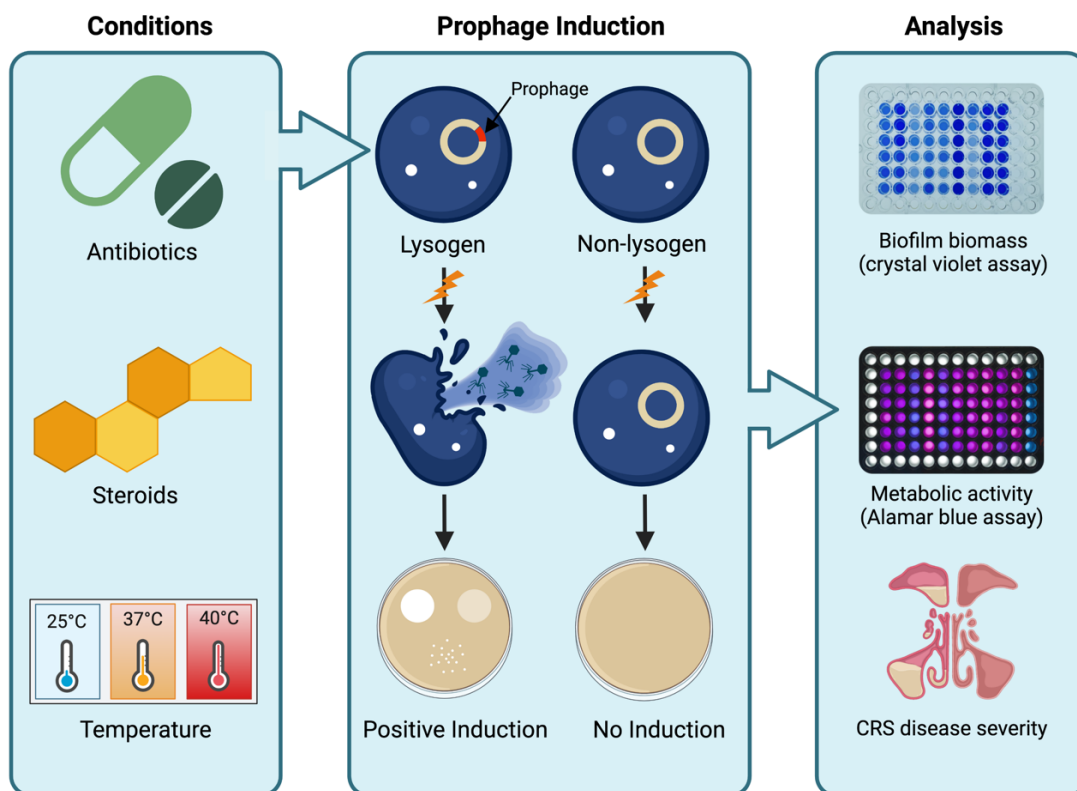 Conditions
Antibiotics
Steroids
25°C
37°C
40°C
Temperature
Prophage Induction
Prophage
Lysogen
Non-lysogen
Positive Induction
No Induction
Analysis
Biofilm biomass
(crystal violet assay)
Metabolic activity
(Alamar blue assay)
CRS disease severity